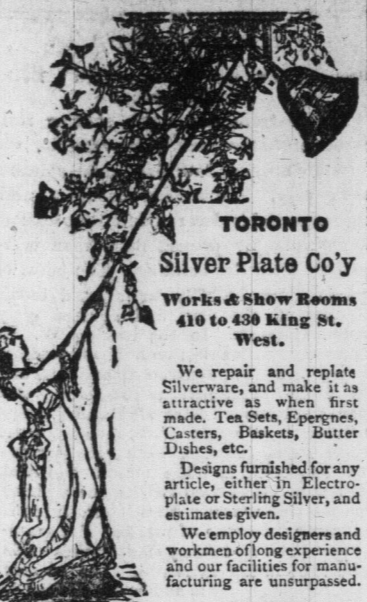 TORONTO
Silver Plate Co'y
Works & Show Rooms
410 to 430 King St.
West.
We repair and replate
Silverware, and make it as
attractive as when first
made. Tea Sets, Epergnes,
Casters, Baskets, Butter
Dishes, etc.
Designs furnished for any
article, either in Electro-
plate or Sterling Silver, and
estimates given.
We employ designers and
workmen of long experience
and our facilities for manu-
facturing are unsurpassed.